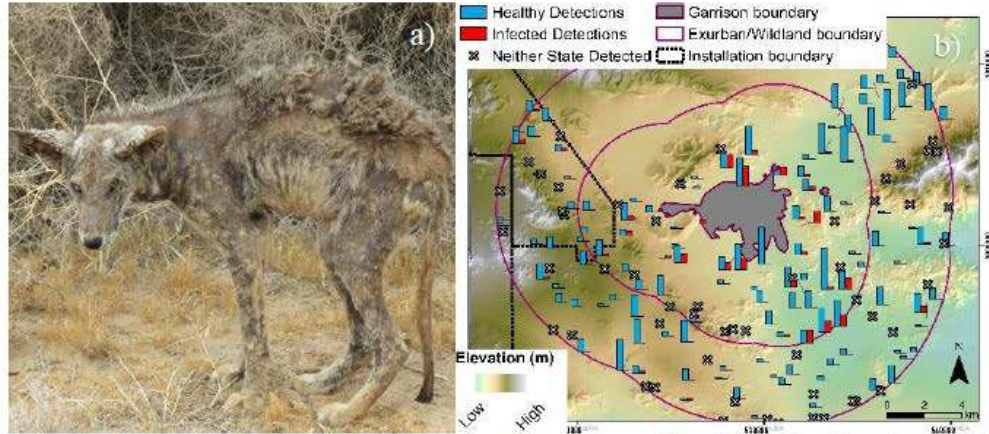 a)
Healthy Detections
Infected Detections
Neither State Detected
Garrison boundary
Exurban/Wildland boundary
Installation boundary
b)
Elevation (m)
Low
High
N
0 2 4
km